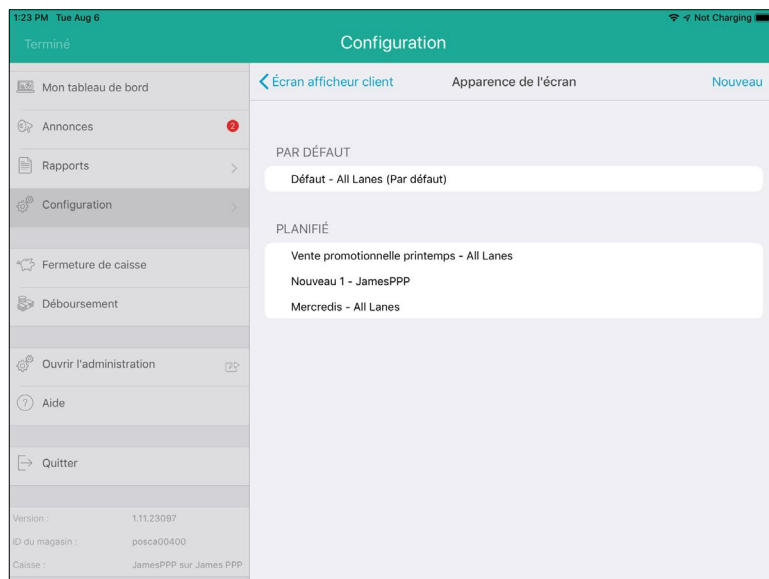 1:23 PM Tue Aug 6
Not Charging
Terminé
Configuration
Mon tableau de bord
Annonces
2
Rapports
Configuration
Fermeture de caisse
Déboursement
Ouvrir l'administration
Aide
Quitter
Version : 1.11.23097
ID du magasin : posca00400
Caisse : JamesPPP sur James PPP
Écran afficheur client
Apparence de l'écran
Nouveau
PAR DÉFAUT
Défaut - All Lanes (Par défaut)
PLANIFIÉ
Vente promotionnelle printemps - All Lanes
Nouveau 1 - JamesPPP
Mercredis - All Lanes